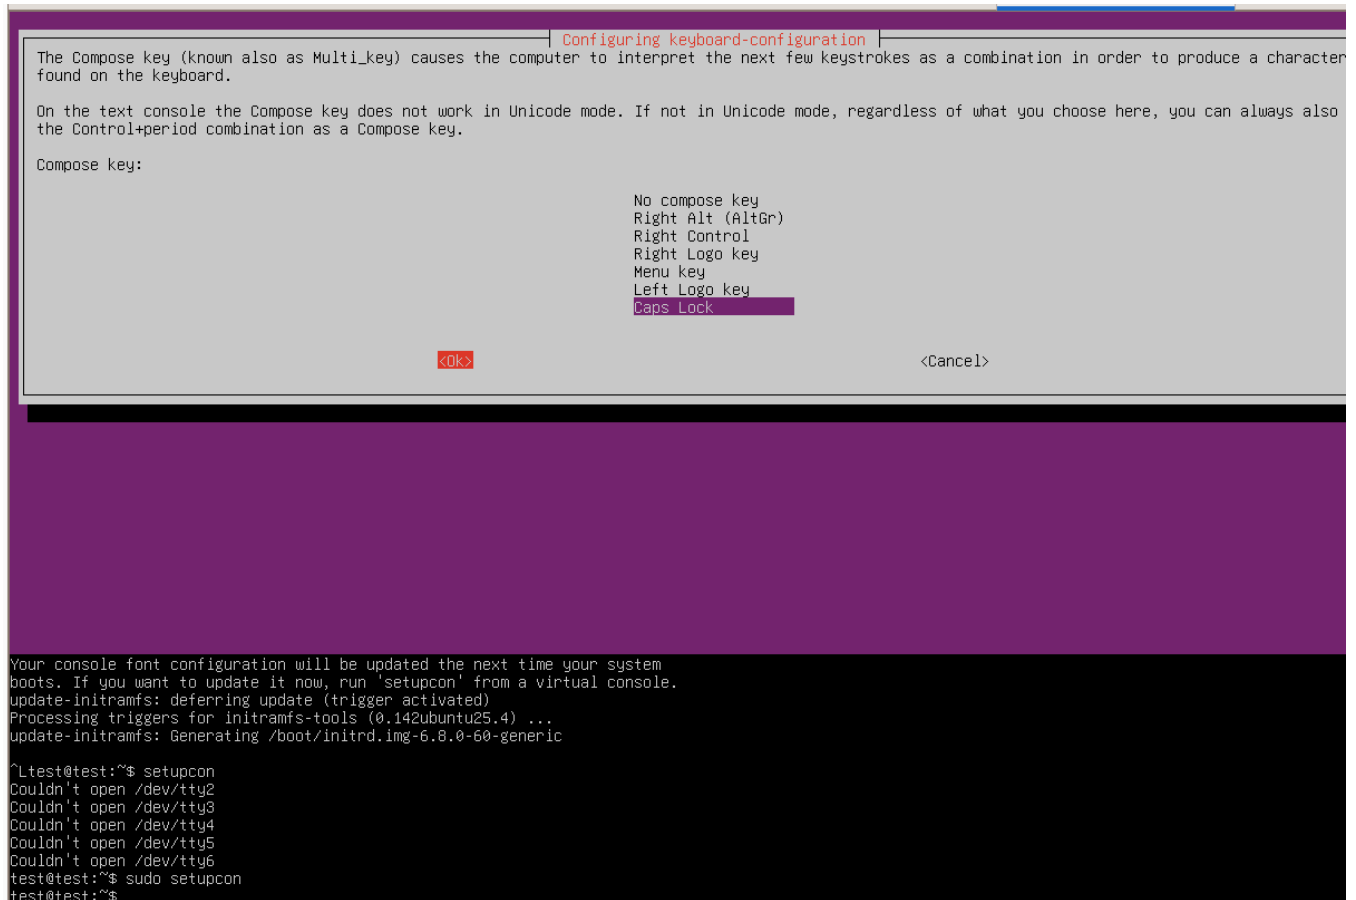 Configuring keyboard-configuration
The Compose key (known also as Multi_key) causes the computer to interpret the next few keystrokes as a combination in order to produce a character
found on the keyboard.
On the text console the Compose key does not work in Unicode mode. If not in Unicode mode, regardless of what you choose here, you can always also
the Control+period combination as a Compose key.
Compose key:
No compose key
Right Alt (AltGr)
Right Control
Right Logo key
Menu key
Left Logo key
Caps Lock
<Ok> <Cancel>
Your console font configuration will be updated the next time your system
boots. If you want to update it now, run 'setupcon' from a virtual console.
update-initramfs: deferring update (trigger activated)
Processing triggers for initramfs-tools (0.142ubuntu25.4) ...
update-initramfs: Generating /boot/initrd.img-6.8.0-60-generic
^Ltest@test:~$ setupcon
Couldn't open /dev/tty2
Couldn't open /dev/tty3
Couldn't open /dev/tty4
Couldn't open /dev/tty5
Couldn't open /dev/tty6
test@test:~$ sudo setupcon
test@test:~$